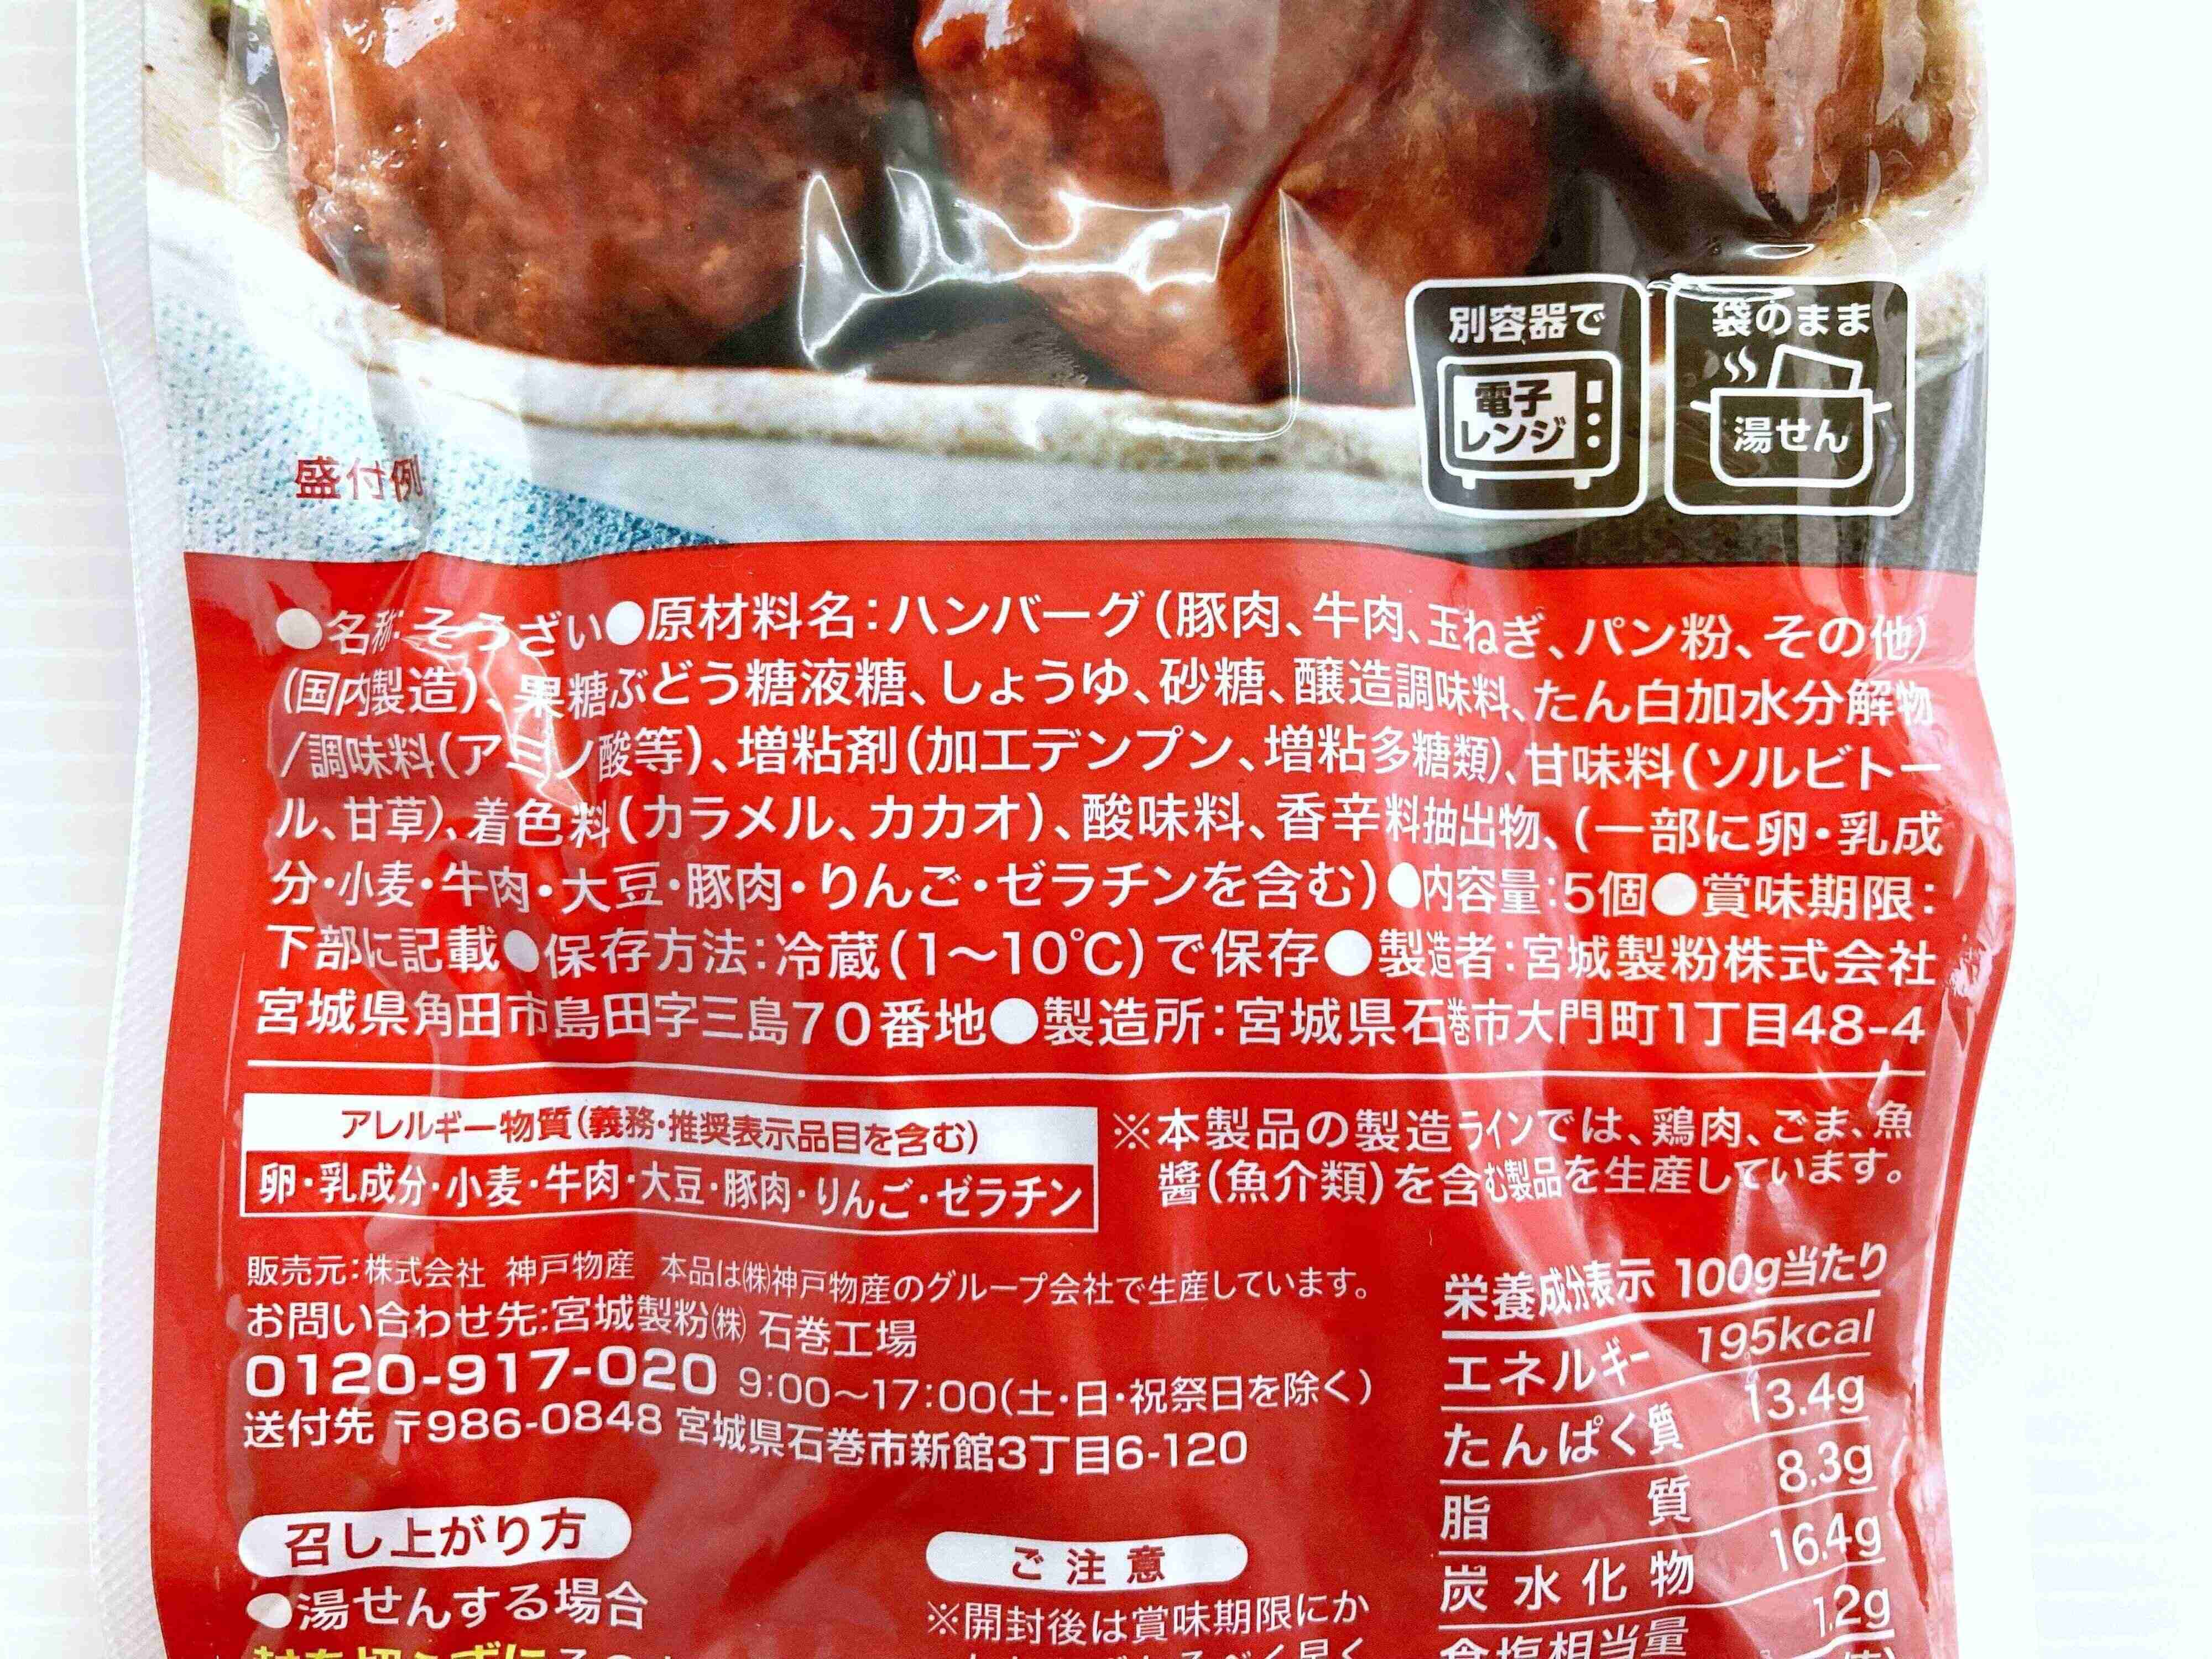 別容器で
電子
レンジ
袋のまま
湯せん
盛付例
●名称:そうざい●原材料名:ハンバーグ(豚肉、牛肉、玉ねぎ、パン粉、その他)
(国内製造)、果糖ぶどう糖液糖、しょうゆ、砂糖、醸造調味料、たん白加水分解物
/調味料(アミノ酸等)、増粘剤(加工デンプン、増粘多糖類)、甘味料(ソルビトー
ル、甘草)、着色料(カラメル、カカオ)、酸味料、香辛料抽出物、(一部に卵・乳成
分・小麦・牛肉・大豆・豚肉・りんご・ゼラチンを含む)●内容量:5個●賞味期限:
下部に記載●保存方法:冷蔵(1〜10℃)で保存●製造者:宮城製粉株式会社
宮城県角田市島田字三島70番地●製造所:宮城県石巻市大門町1丁目48-4
アレルギー物質(義務・推奨表示品目を含む)
卵・乳成分・小麦・牛肉・大豆・豚肉・りんご・ゼラチン
※本製品の製造ラインでは、鶏肉、ごま、魚
醬(魚介類)を含む製品を生産しています。
販売元:株式会社 神戸物産 本品は㈱神戸物産のグループ会社で生産しています。
お問い合わせ先:宮城製粉㈱ 石巻工場
0120-917-020 9:00〜17:00(土・日・祝祭日を除く)
送付先 〒986-0848 宮城県石巻市新館3丁目6-120
栄養成分表示 100g当たり
エネルギー 195kcal
たんぱく質 13.4g
脂質 8.3g
炭水化物 16.4g
食塩相当量 1.2g
召し上がり方
●湯せんする場合
ご注意
※開封後は賞味期限にか